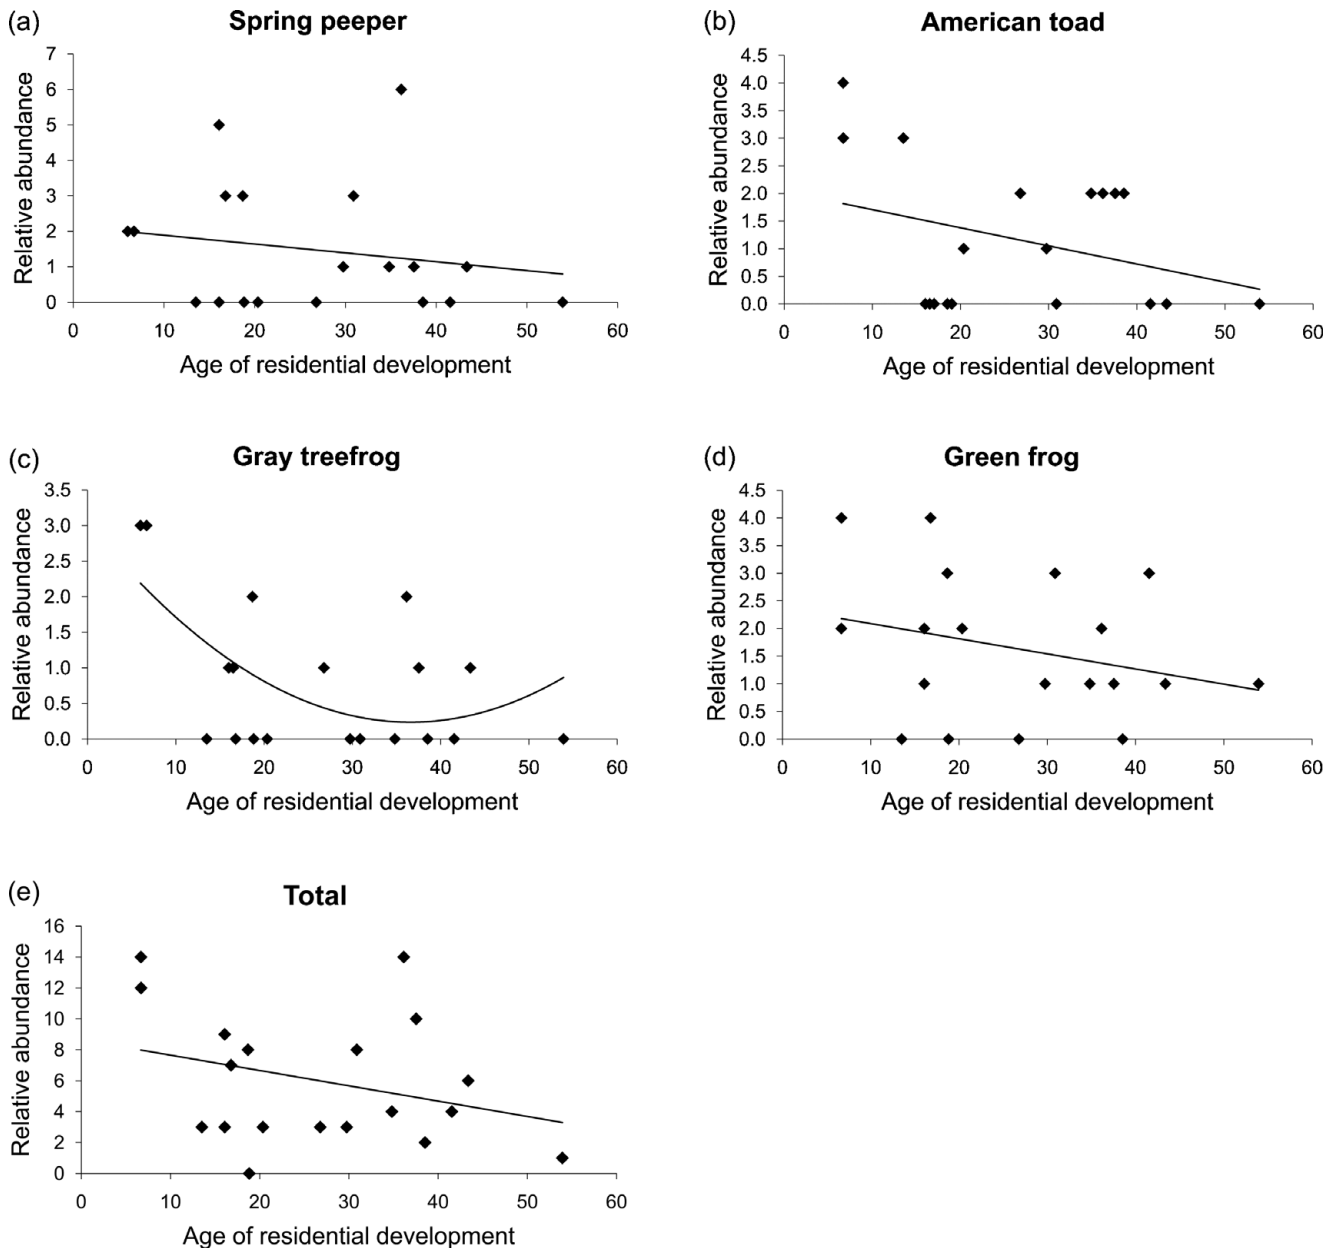 (a)
Spring peeper
Relative abundance
7
6
5
4
3
2
1
0
0 10 20 30 40 50 60
Age of residential development
(b)
American toad
Relative abundance
4.5
4.0
3.5
3.0
2.5
2.0
1.5
1.0
0.5
0.0
0 10 20 30 40 50 60
Age of residential development
(c)
Gray treefrog
Relative abundance
3.5
3.0
2.5
2.0
1.5
1.0
0.5
0.0
0 10 20 30 40 50 60
Age of residential development
(d)
Green frog
Relative abundance
4.5
4.0
3.5
3.0
2.5
2.0
1.5
1.0
0.5
0.0
0 10 20 30 40 50 60
Age of residential development
(e)
Total
Relative abundance
16
14
12
10
8
6
4
2
0
0 10 20 30 40 50 60
Age of residential development